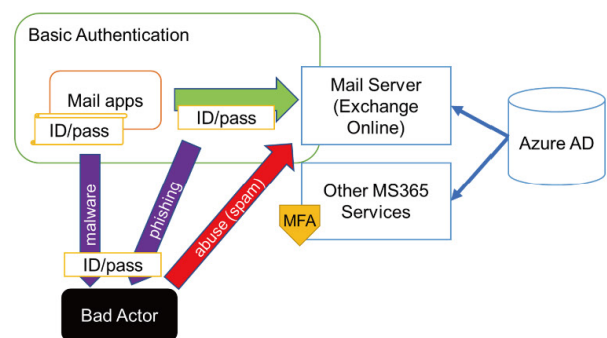 Basic Authentication
Mail apps
ID/pass
ID/pass
Mail Server
(Exchange
Online)
Azure AD
Other MS365
Services
MFA
malware
phishing
abuse (spam)
ID/pass
Bad Actor